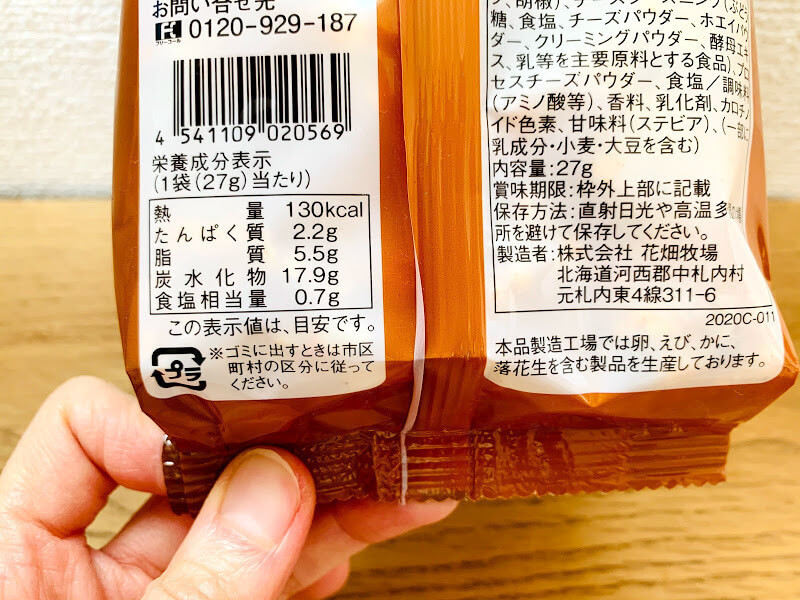 お問い合せ先
フリーコール 0120-929-187
4 541109 020569
栄養成分表示
(1袋(27g)当たり)
熱量 130kcal
たんぱく質 2.2g
脂質 5.5g
炭水化物 17.9g
食塩相当量 0.7g
この表示値は、目安です。
プラ
※ゴミに出すときは市区
町村の区分に従って
ください。
糖、食塩、チーズパウダー、ホエイパウ
ダー、クリーミングパウダー、酵母エキ
ス、乳等を主要原料とする食品)、プロ
セスチーズパウダー、食塩/調味料
(アミノ酸等)、香料、乳化剤、カロチノ
イド色素、甘味料(ステビア)、(一部に
乳成分・小麦・大豆を含む)
内容量:27g
賞味期限:枠外上部に記載
保存方法:直射日光や高温多
所を避けて保存してください。
製造者:株式会社 花畑牧場
北海道河西郡中札内村
元札内東4線311-6
2020C-011
本品製造工場では卵、えび、かに、
落花生を含む製品を生産しております。